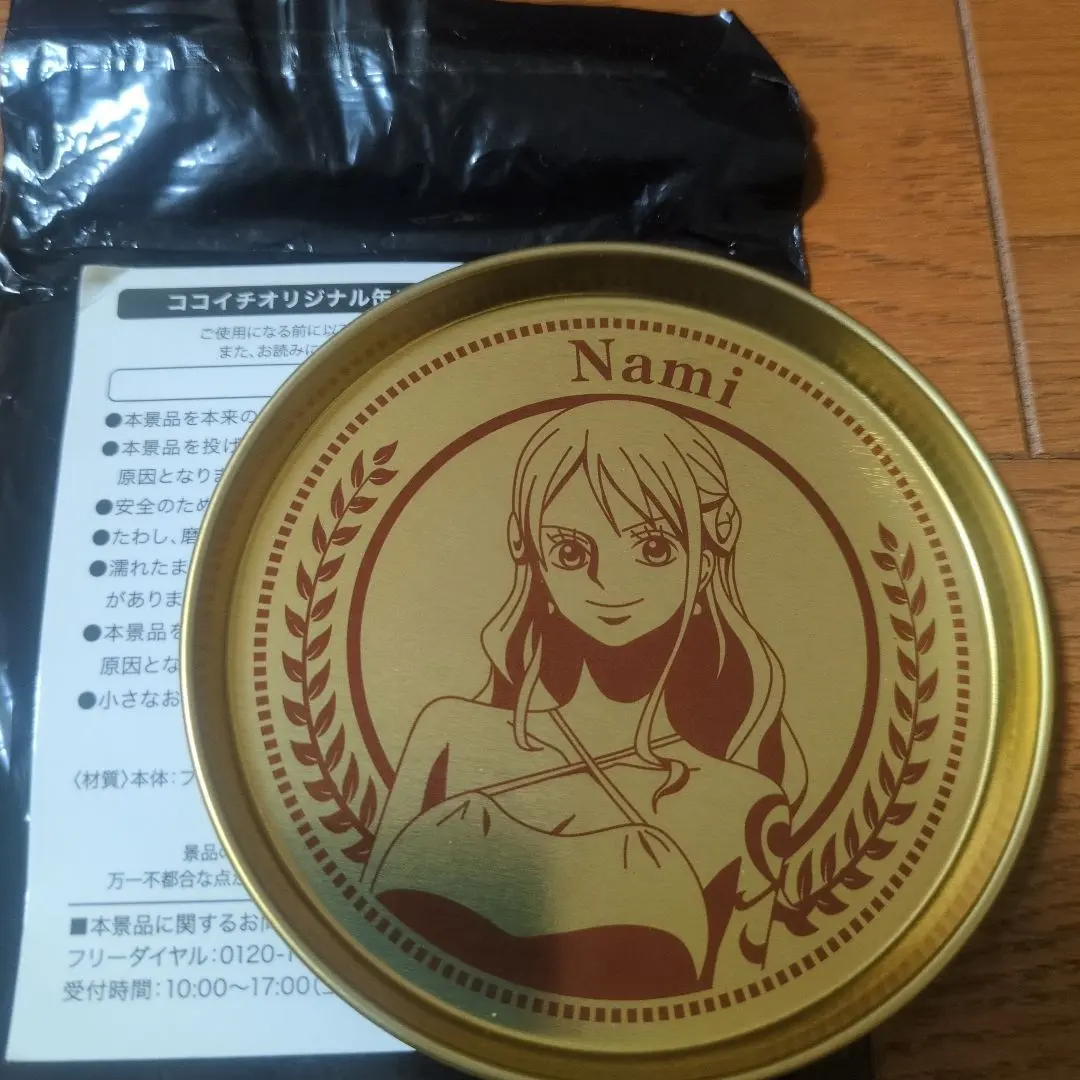 ココイチオリジナル缶
ご使用になる前に以
また、お読みに
●本景品を本来の
●本景品を投げ
原因となりま
●安全のため
●たわし、磨
●濡れたま
がありま
●本景品を
原因とな
●小さなお
〈材質〉本体：フ
景品の
万一不都合な点が
■本景品に関するお問
フリーダイヤル：0120-1
受付時間：10:00～17:00（土
Nami